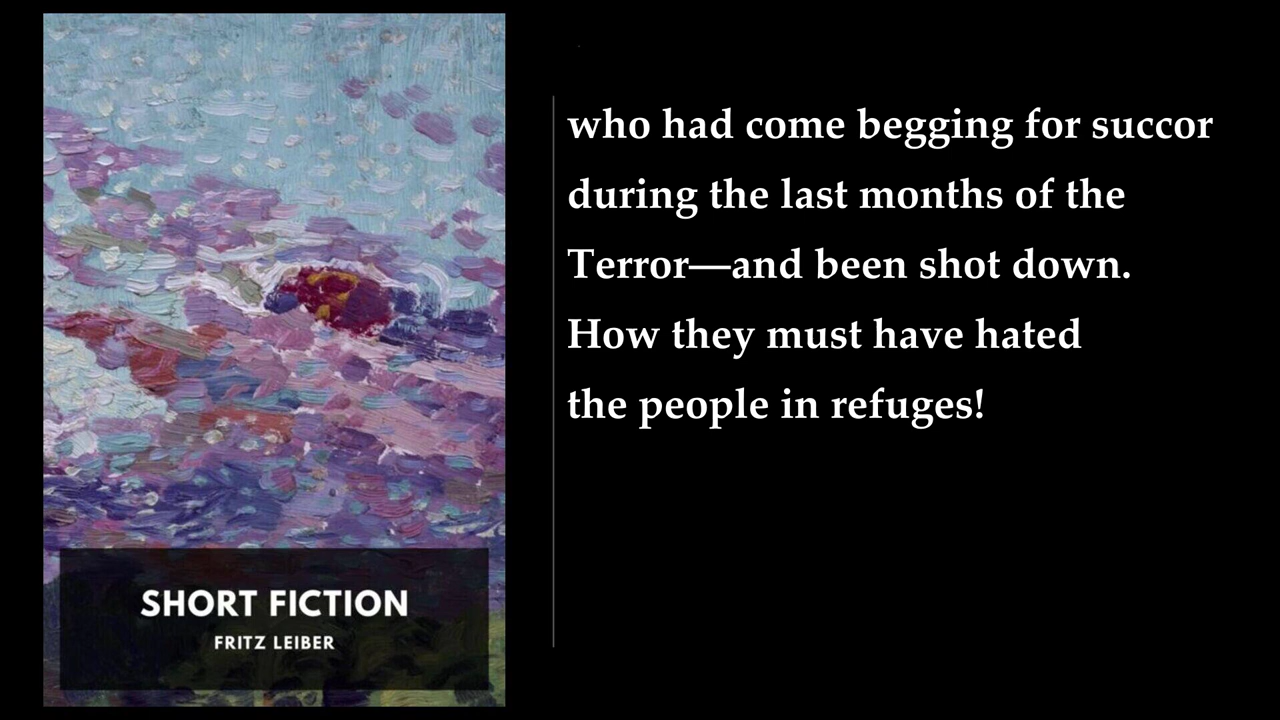 SHORT FICTION
FRITZ LEIBER
who had come begging for succor
during the last months of the
Terror—and been shot down.
How they must have hated
the people in refuges!